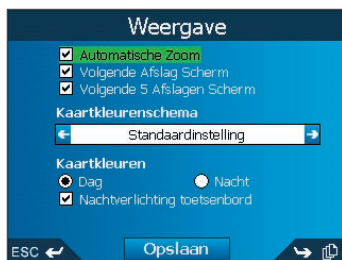 Weergave
Automatische Zoom
Volgende Afslag Scherm
Volgende 5 Afslagen Scherm
Kaartkleurenschema
Standaardinstelling
Kaartkleuren
Dag Nacht
Nachtverlichting toetsenbord
ESC Opslaan